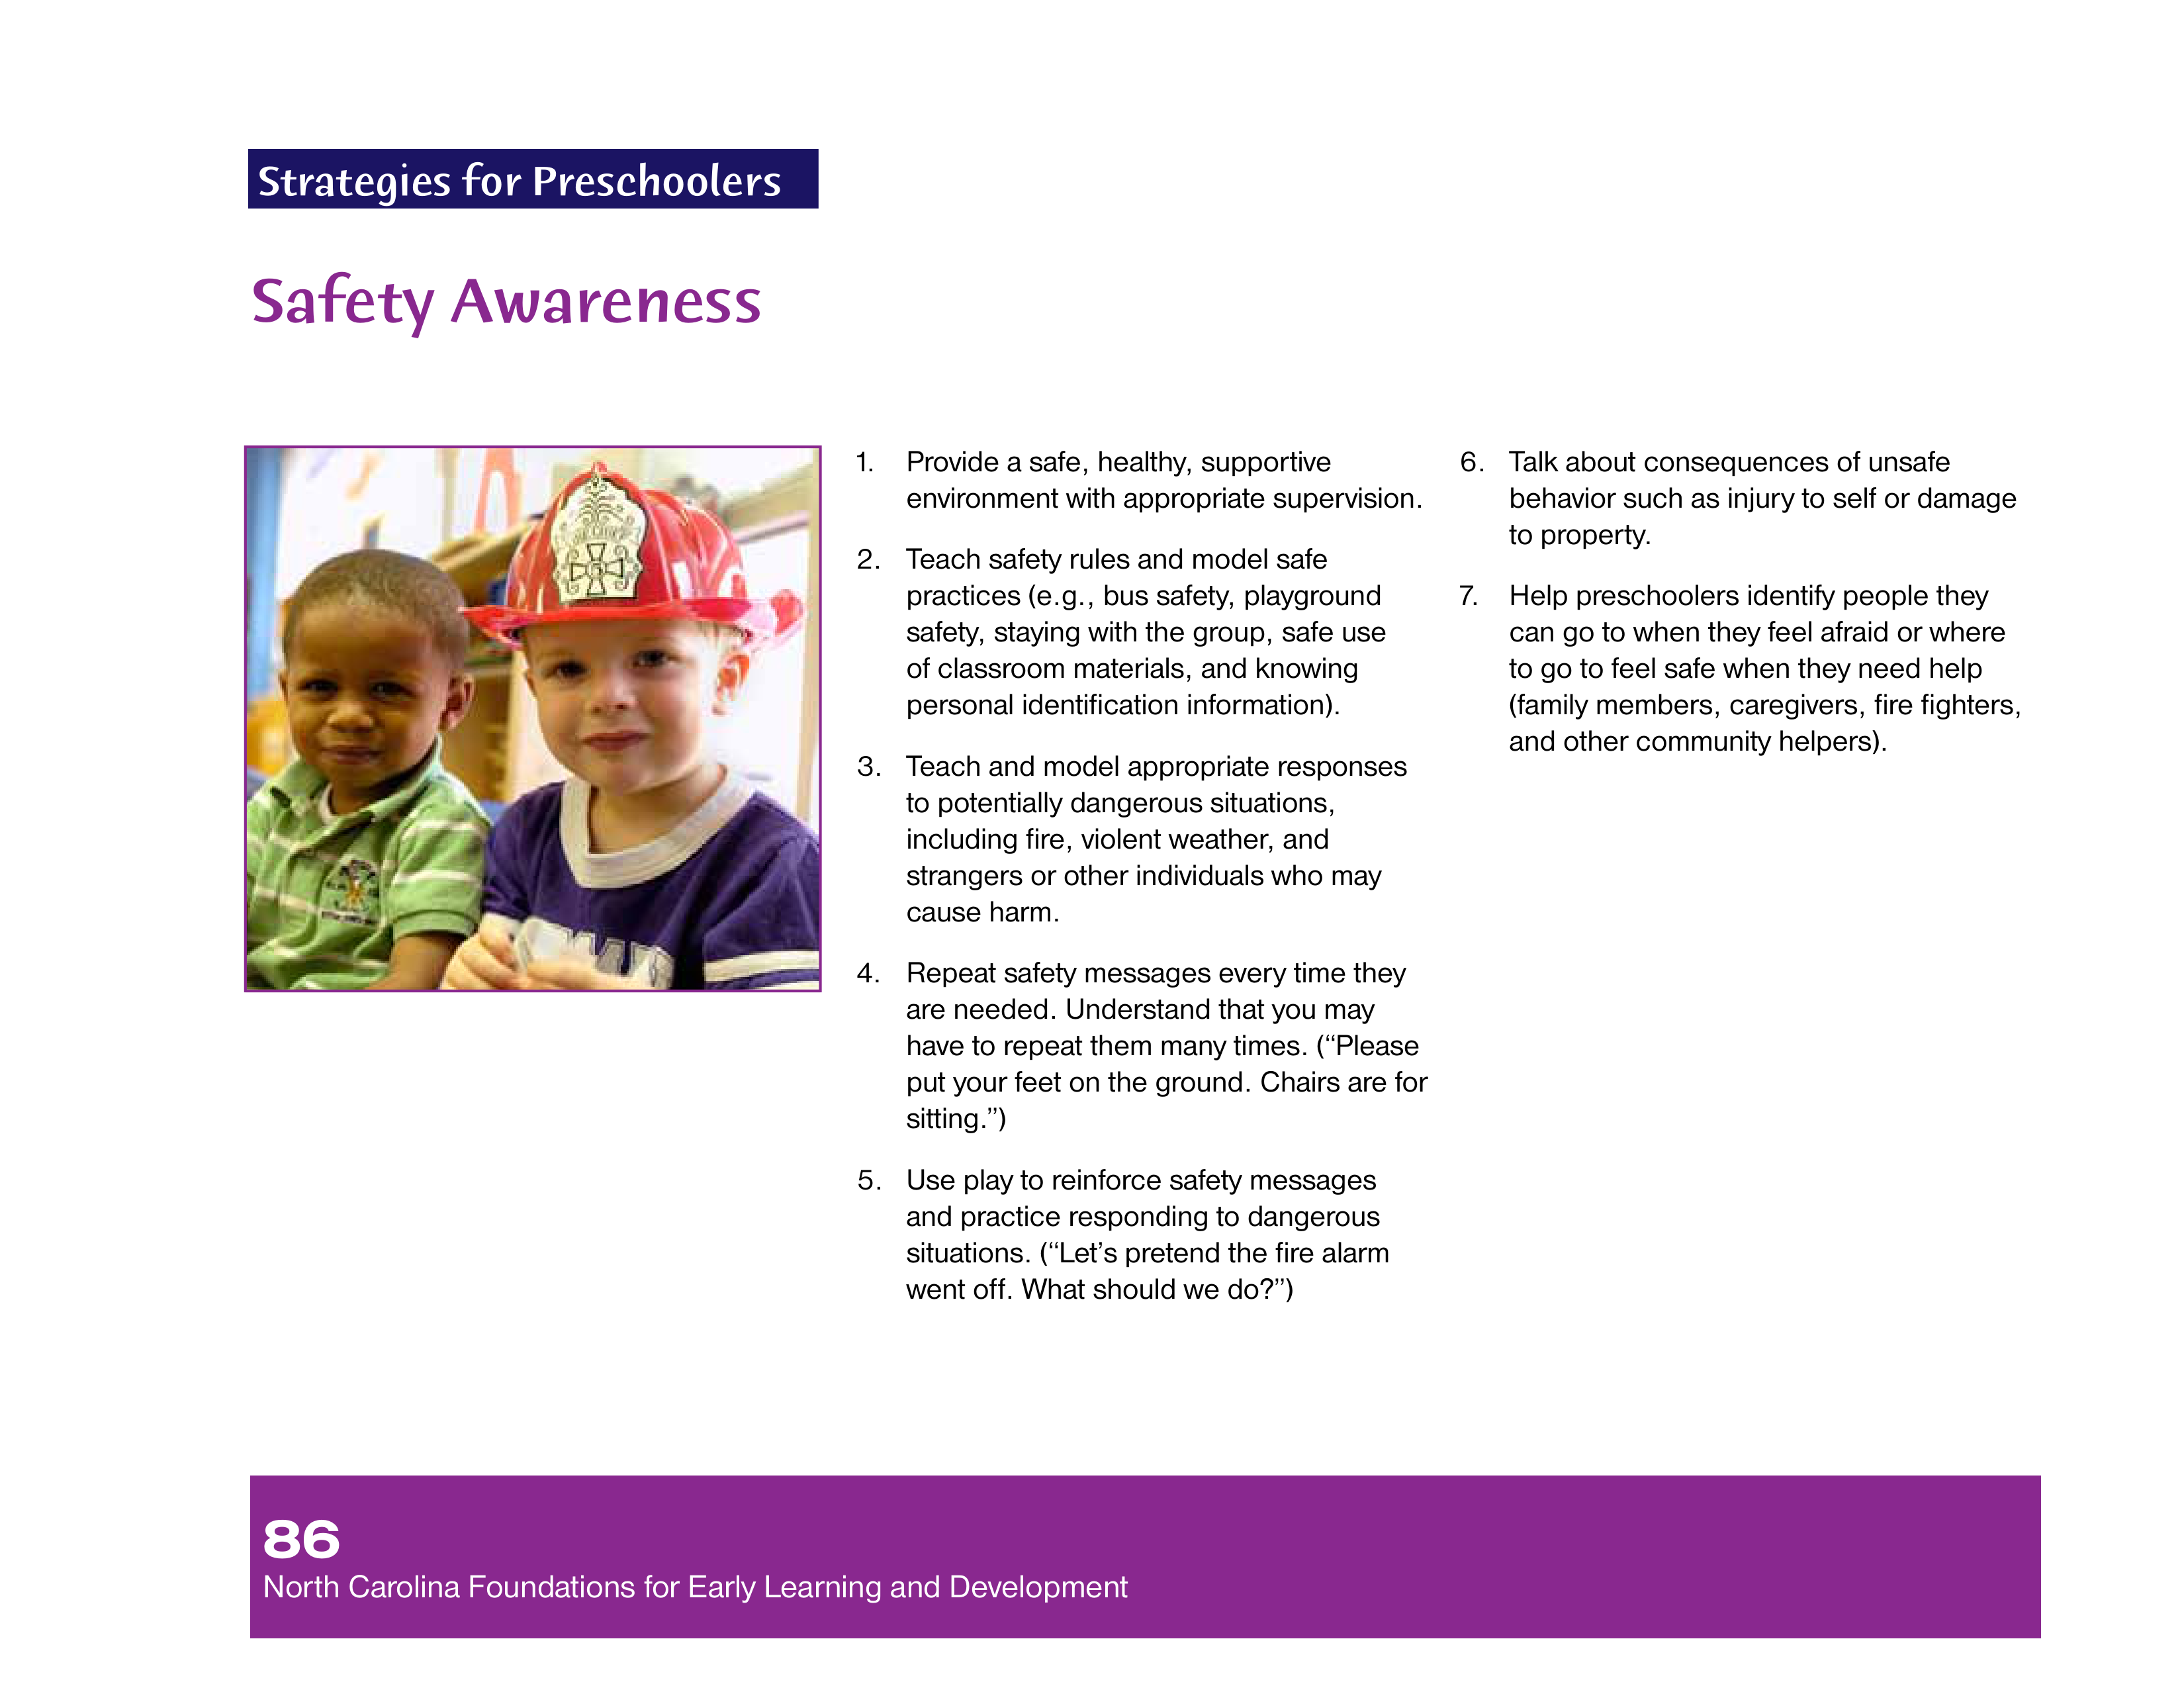 Strategies for Preschoolers
Safety Awareness
1. Provide a safe, healthy, supportive
environment with appropriate supervision.
2. Teach safety rules and model safe
practices (e.g., bus safety, playground
safety, staying with the group, safe use
of classroom materials, and knowing
personal identification information).
3. Teach and model appropriate responses
to potentially dangerous situations,
including fire, violent weather, and
strangers or other individuals who may
cause harm.
4. Repeat safety messages every time they
are needed. Understand that you may
have to repeat them many times. (“Please
put your feet on the ground. Chairs are for
sitting.”)
5. Use play to reinforce safety messages
and practice responding to dangerous
situations. (“Let’s pretend the fire alarm
went off. What should we do?”)
6. Talk about consequences of unsafe
behavior such as injury to self or damage
to property.
7. Help preschoolers identify people they
can go to when they feel afraid or where
to go to feel safe when they need help
(family members, caregivers, fire fighters,
and other community helpers).
86
North Carolina Foundations for Early Learning and Development